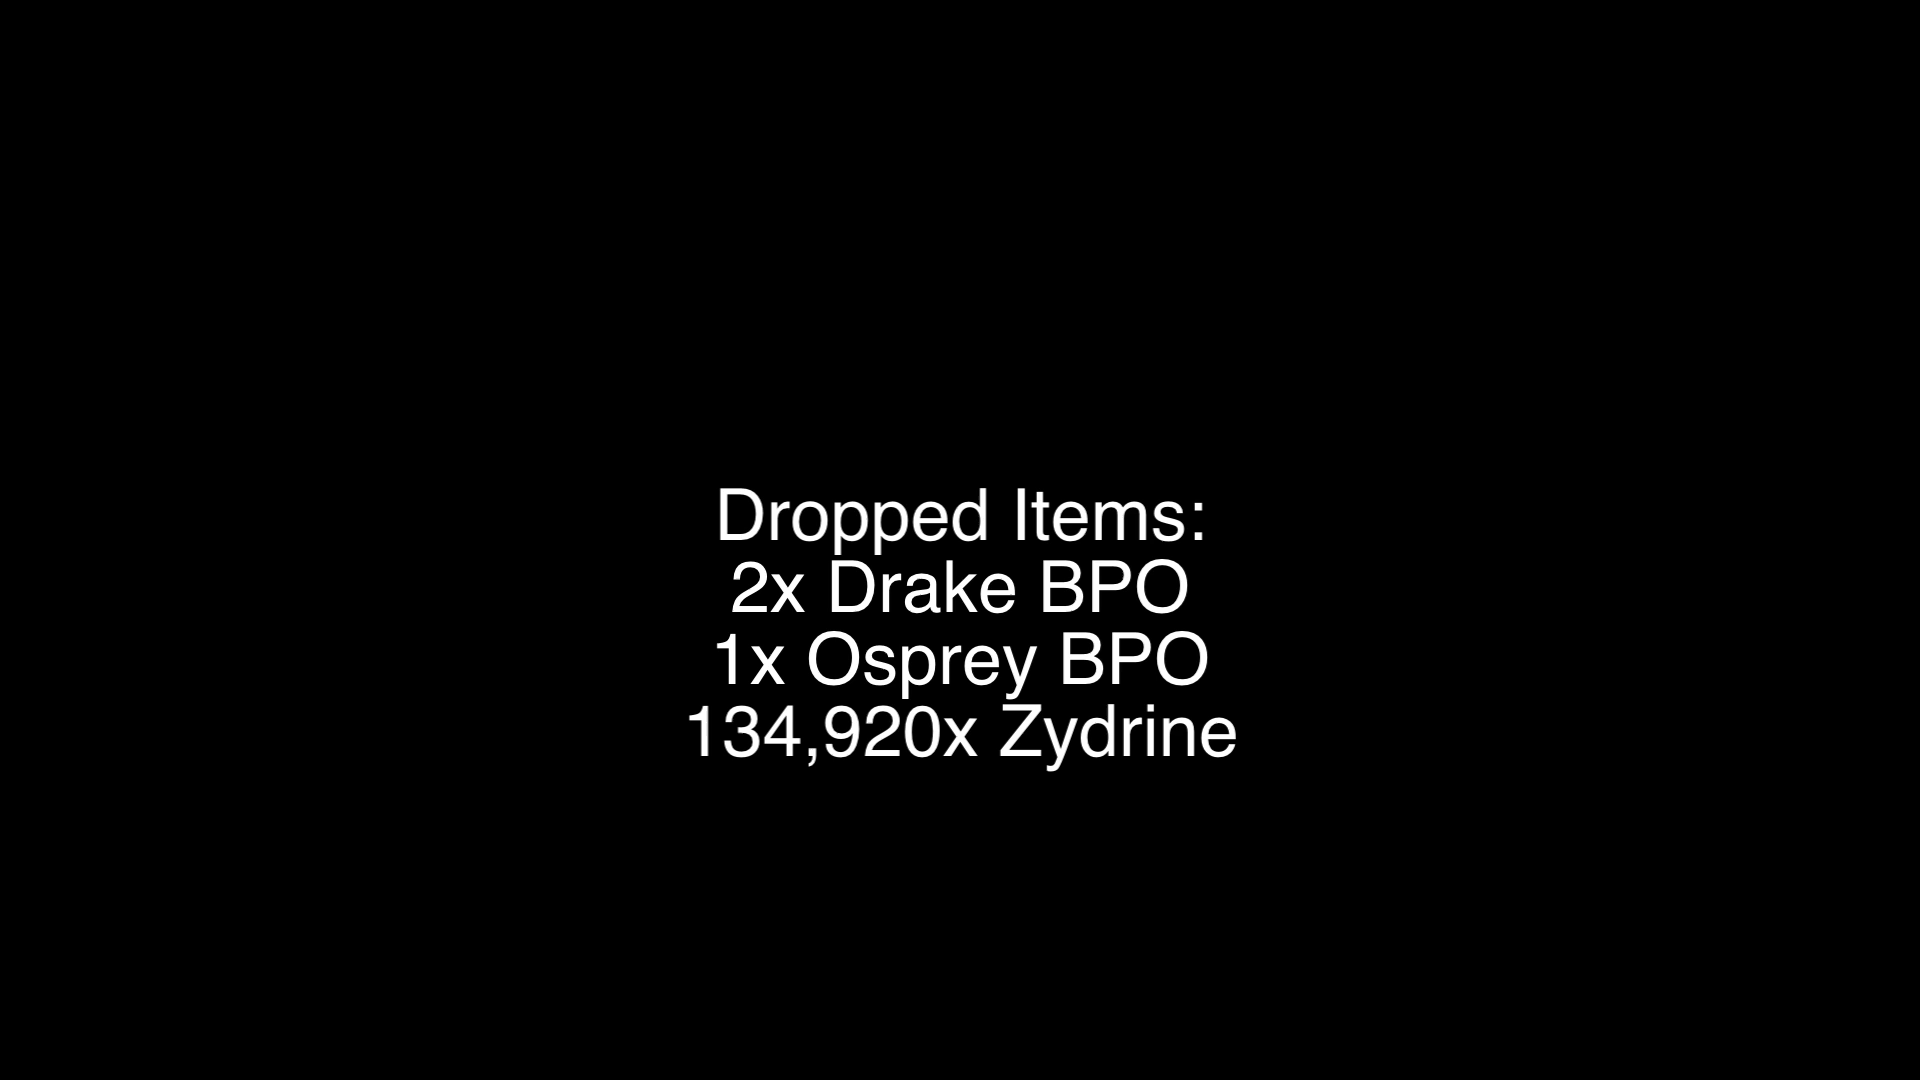 Dropped Items:
2x Drake BPO
1x Osprey BPO
134,920x Zydrine